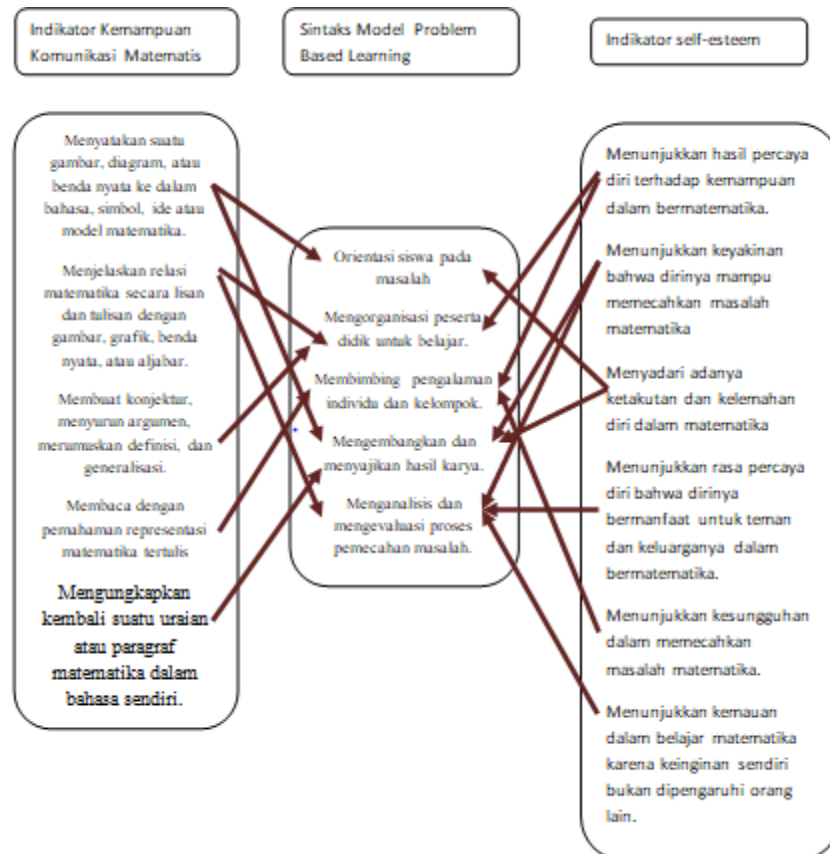 Indikator Kemampuan
Komunikasi Matematis
Sintaks Model Problem
Based Learning
Indikator self-esteem
Menyatakan suatu
gambar, diagram, atau
benda nyata ke dalam
bahasa, simbol, ide atau
model matematika.
Menjelaskan relasi
matematika secara lisan
dan tulisan dengan
gambar, grafik, benda
nyata, atau aljabar.
Membuat konjektur,
menyurun argumen,
merumuskan definisi, dan
generalisasi.
Membaca dengan
pemahaman representasi
matematika tertulis
Mengungkapkan
kembali suatu uraian
atau paragraf
matematika dalam
bahasa sendiri.
Orientasi siswa pada
masalah
Mengorganisasi peserta
didik untuk belajar.
Membimbing pengalaman
individu dan kelompok.
Mengembangkan dan
menyajikan hasil karya.
Menganalisis dan
mengevaluasi proses
pemecahan masalah.
Menunjukkan hasil percaya
diri terhadap kemampuan
dalam bermatematika.
Menunjukkan keyakinan
bahwa dirinya mampu
memecahkan masalah
matematika
Menyadari adanya
ketakutan dan kelemahan
diri dalam matematika
Menunjukkan rasa percaya
diri bahwa dirinya
bermanfaat untuk teman
dan keluarganya dalam
bermatematika.
Menunjukkan kesungguhan
dalam memecahkan
masalah matematika.
Menunjukkan kemauan
dalam belajar matematika
karena keinginan sendiri
bukan dipengaruhi orang
lain.